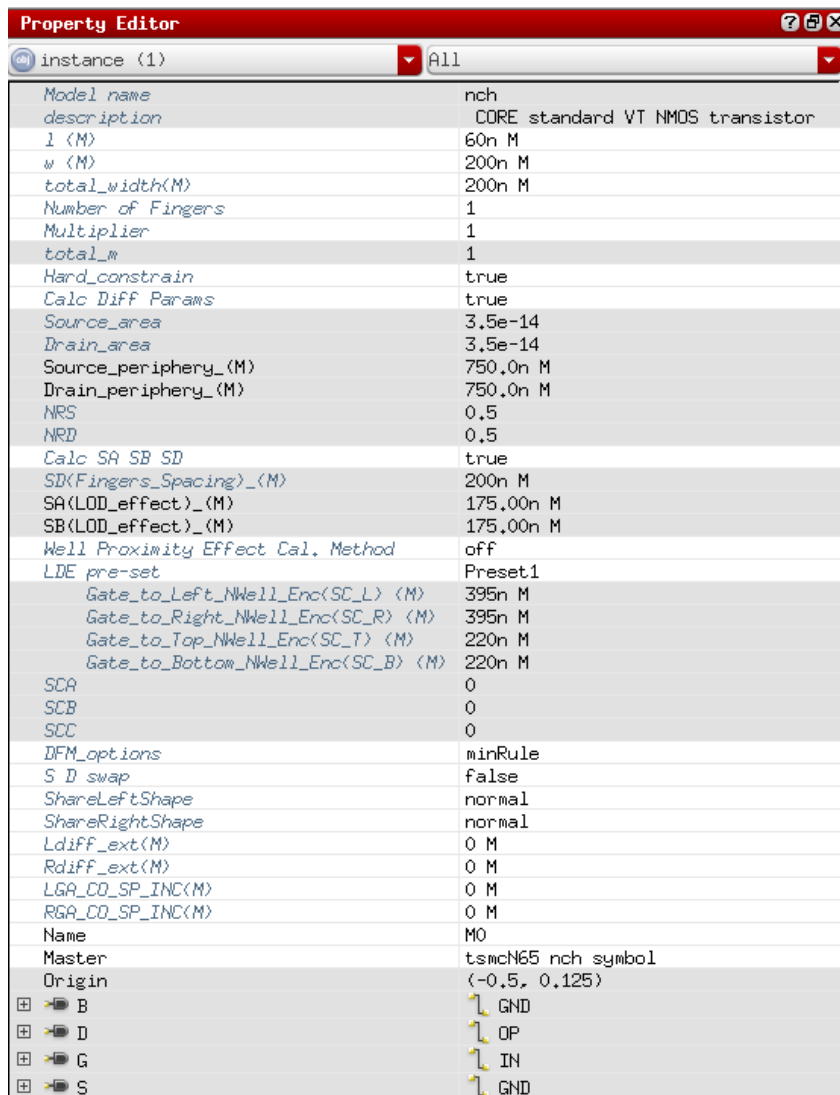 Property Editor
instance (1) All
Model name nch
description CORE standard VT NMOS transistor
l (M) 60n M
w (M) 200n M
total_width(M) 200n M
Number of Fingers 1
Multiplier 1
total_m 1
Hard_constrain true
Calc Diff Params true
Source_area 3.5e-14
Drain_area 3.5e-14
Source_periphery_(M) 750.0n M
Drain_periphery_(M) 750.0n M
NRS 0.5
NRD 0.5
Calc SA SB SD true
SD(Fingers_Spacing)_(M) 200n M
SA(LOD_effect)_(M) 175.00n M
SB(LOD_effect)_(M) 175.00n M
Well Proximity Effect Cal. Method off
LDE pre-set Preset1
Gate_to_Left_NWell_Enc(SC_L) (M) 395n M
Gate_to_Right_NWell_Enc(SC_R) (M) 395n M
Gate_to_Top_NWell_Enc(SC_T) (M) 220n M
Gate_to_Bottom_NWell_Enc(SC_B) (M) 220n M
SCA 0
SCB 0
SCC 0
DFM_options minRule
S D swap false
ShareLeftShape normal
ShareRightShape normal
Ldiff_ext(M) 0 M
Rdiff_ext(M) 0 M
LGA_CO_SP_INC(M) 0 M
RGA_CO_SP_INC(M) 0 M
Name M0
Master tsmcN65 nch symbol
Origin (-0.5, 0.125)
B GND
D OP
G IN
S GND